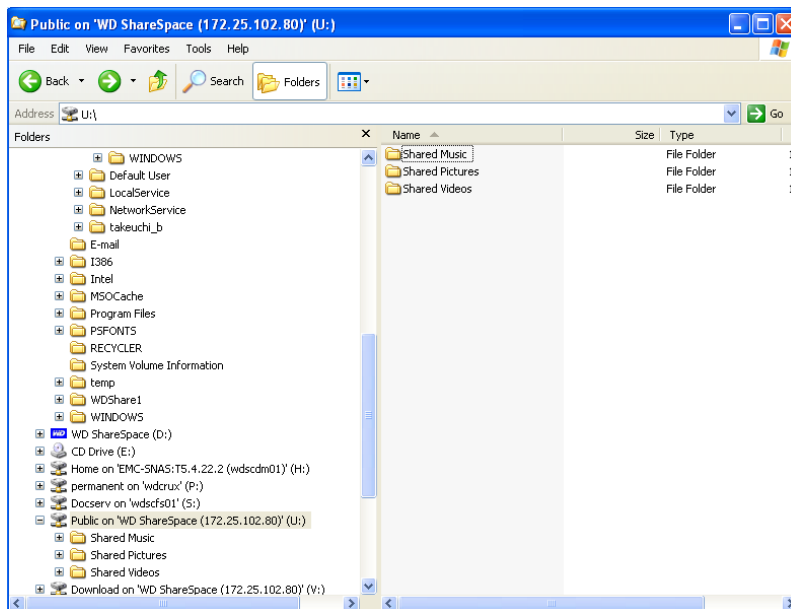 Public on 'WD ShareSpace (172.25.102.80)' (U:)
File Edit View Favorites Tools Help
Back Search Folders
Address U:\ Go
Folders
Name Size Type
WINDOWS
Default User
LocalService
NetworkService
takeuchi_b
E-mail
I386
Intel
MSOCache
Program Files
PSFONTS
RECYCLER
System Volume Information
temp
WDShare1
WINDOWS
WD ShareSpace (D:)
CD Drive (E:)
Home on 'EMC-SNAS:T5.4.22.2 (wdscdm01)' (H:)
permanent on 'wdcrux' (P:)
Docserv on 'wdscfs01' (S:)
Public on 'WD ShareSpace (172.25.102.80)' (U:)
Shared Music
Shared Pictures
Shared Videos
Download on 'WD ShareSpace (172.25.102.80)' (V:)
Shared Music File Folder
Shared Pictures File Folder
Shared Videos File Folder